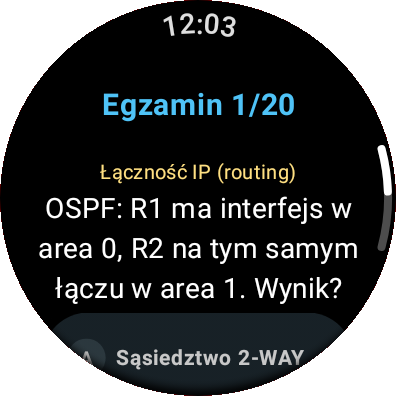 12:03
Egzamin 1/20
Łączność IP (routing)
OSPF: R1 ma interfejs w
area 0, R2 na tym samym
łączu w area 1. Wynik?
A Sąsiedztwo 2-WAY